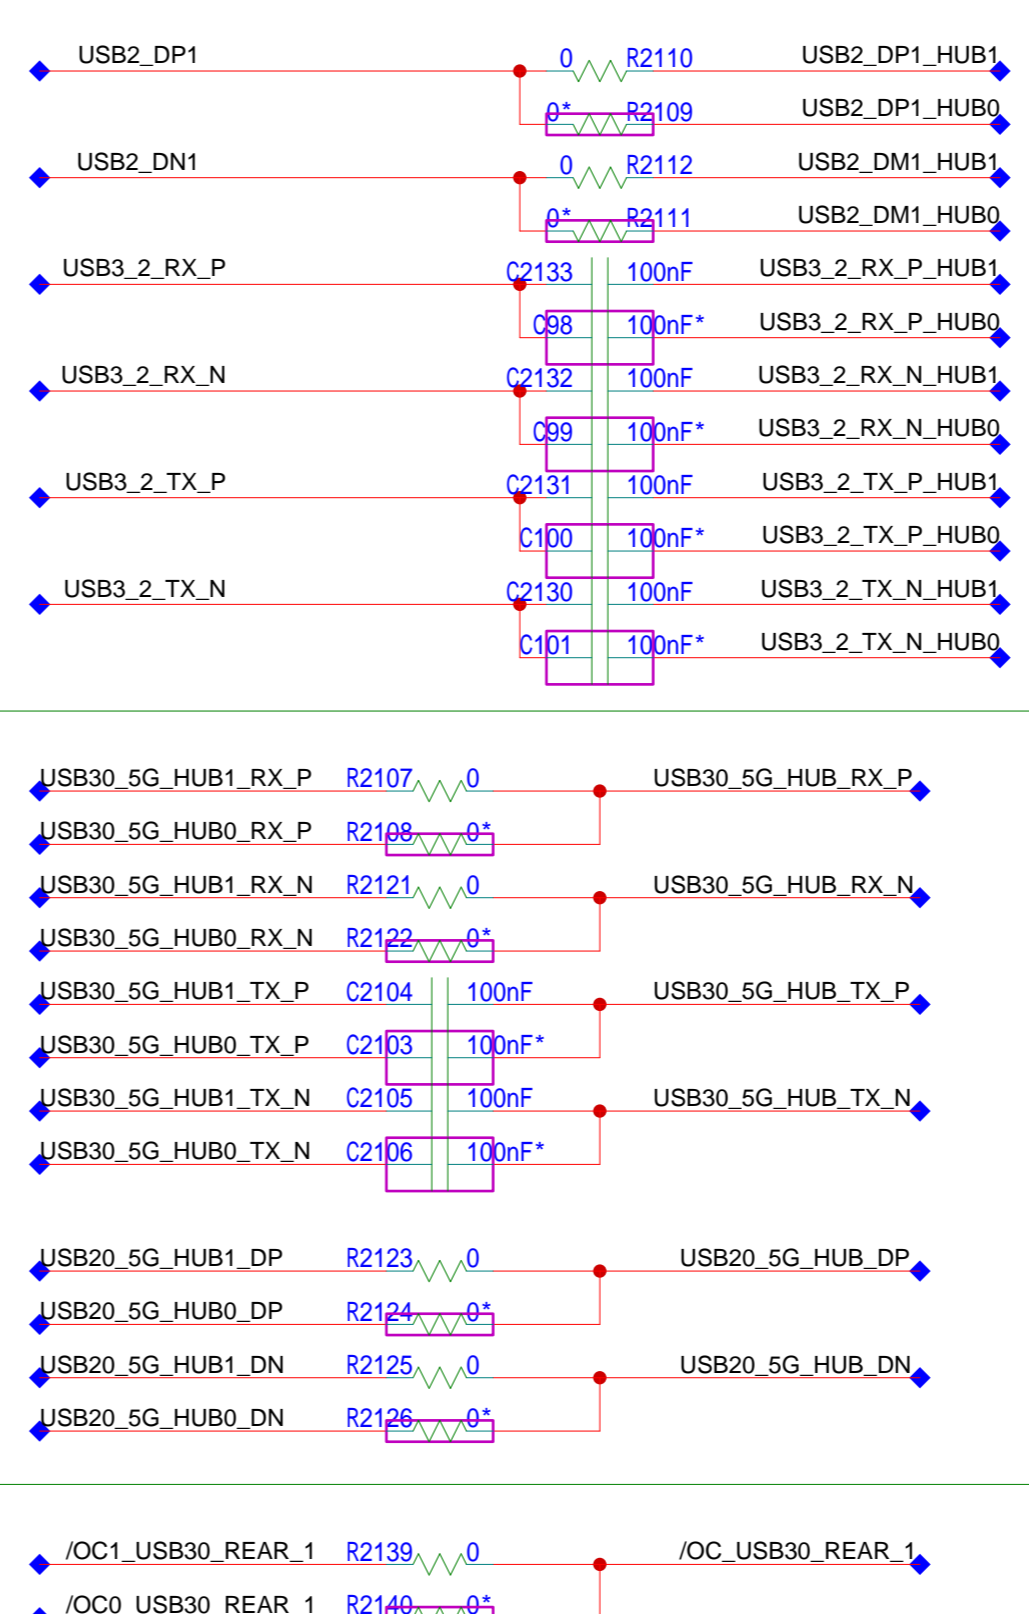 USB2_DP1 0 R2110 USB2_DP1_HUB1
0* R2109 USB2_DP1_HUB0
USB2_DN1 0 R2112 USB2_DM1_HUB1
0* R2111 USB2_DM1_HUB0
USB3_2_RX_P C2133 100nF USB3_2_RX_P_HUB1
C98 100nF* USB3_2_RX_P_HUB0
USB3_2_RX_N C2132 100nF USB3_2_RX_N_HUB1
C99 100nF* USB3_2_RX_N_HUB0
USB3_2_TX_P C2131 100nF USB3_2_TX_P_HUB1
C100 100nF* USB3_2_TX_P_HUB0
USB3_2_TX_N C2130 100nF USB3_2_TX_N_HUB1
C101 100nF* USB3_2_TX_N_HUB0
USB30_5G_HUB1_RX_P R2107 0 USB30_5G_HUB_RX_P
USB30_5G_HUB0_RX_P R2108 0*
USB30_5G_HUB1_RX_N R2121 0 USB30_5G_HUB_RX_N
USB30_5G_HUB0_RX_N R2122 0*
USB30_5G_HUB1_TX_P C2104 100nF USB30_5G_HUB_TX_P
USB30_5G_HUB0_TX_P C2103 100nF*
USB30_5G_HUB1_TX_N C2105 100nF USB30_5G_HUB_TX_N
USB30_5G_HUB0_TX_N C2106 100nF*
USB20_5G_HUB1_DP R2123 0 USB20_5G_HUB_DP
USB20_5G_HUB0_DP R2124 0*
USB20_5G_HUB1_DN R2125 0 USB20_5G_HUB_DN
USB20_5G_HUB0_DN R2126 0*
/OC1_USB30_REAR_1 R2139 0 /OC_USB30_REAR_1
/OC0_USB30_REAR_1 R2140 0*